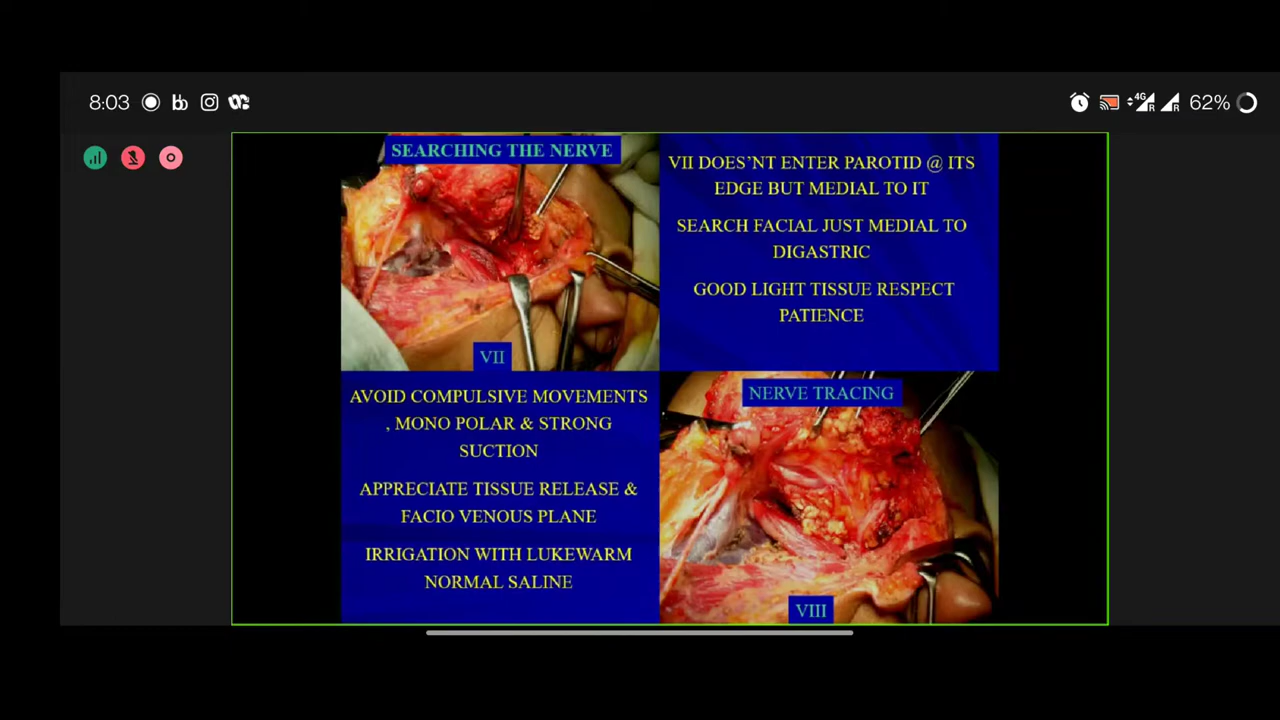 8:03
4G
R
R
62%
SEARCHING THE NERVE
VII
VII DOES’NT ENTER PAROTID @ ITS
EDGE BUT MEDIAL TO IT
SEARCH FACIAL JUST MEDIAL TO
DIGASTRIC
GOOD LIGHT TISSUE RESPECT
PATIENCE
AVOID COMPULSIVE MOVEMENTS
, MONO POLAR & STRONG
SUCTION
APPRECIATE TISSUE RELEASE &
FACIO VENOUS PLANE
IRRIGATION WITH LUKEWARM
NORMAL SALINE
NERVE TRACING
VIII